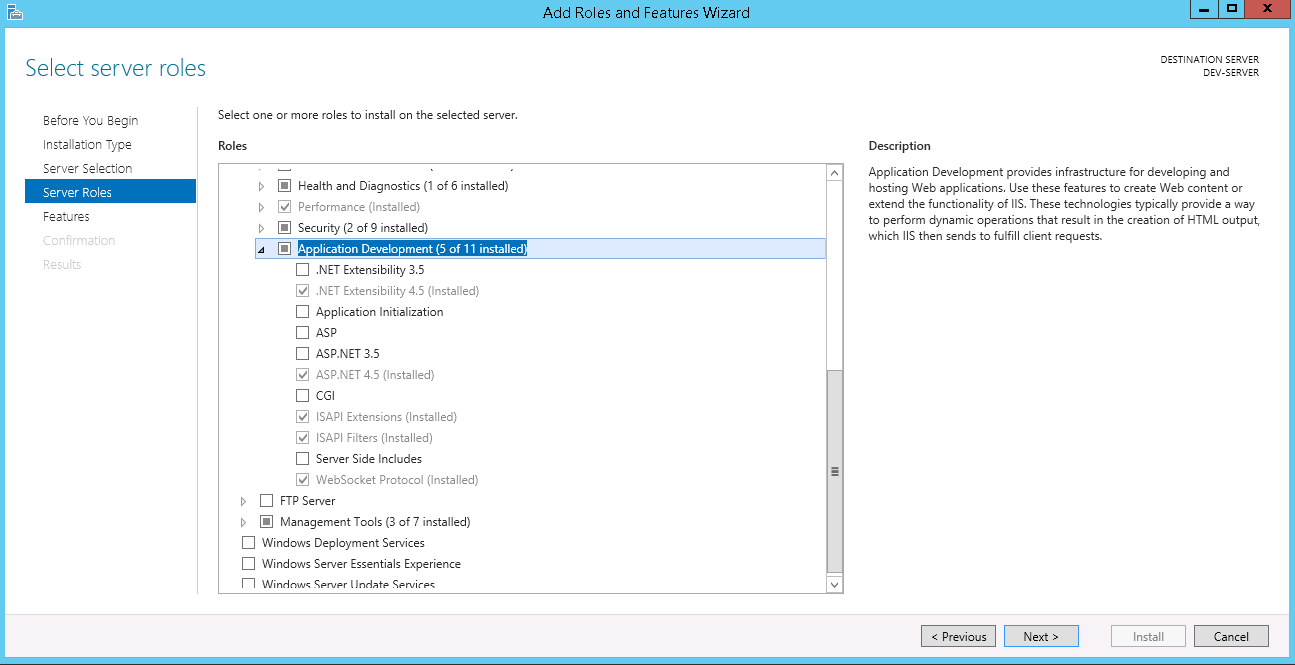 Add Roles and Features Wizard
Select server roles
DESTINATION SERVER
DEV-SERVER
Before You Begin
Installation Type
Server Selection
Server Roles
Features
Confirmation
Results
Select one or more roles to install on the selected server.
Roles
Health and Diagnostics (1 of 6 installed)
Performance (Installed)
Security (2 of 9 installed)
Application Development (5 of 11 installed)
.NET Extensibility 3.5
.NET Extensibility 4.5 (Installed)
Application Initialization
ASP
ASP.NET 3.5
ASP.NET 4.5 (Installed)
CGI
ISAPI Extensions (Installed)
ISAPI Filters (Installed)
Server Side Includes
WebSocket Protocol (Installed)
FTP Server
Management Tools (3 of 7 installed)
Windows Deployment Services
Windows Server Essentials Experience
Windows Server Update Services
Description
Application Development provides infrastructure for developing and
hosting Web applications. Use these features to create Web content or
extend the functionality of IIS. These technologies typically provide a way
to perform dynamic operations that result in the creation of HTML output,
which IIS then sends to fulfill client requests.
< Previous
Next >
Install
Cancel